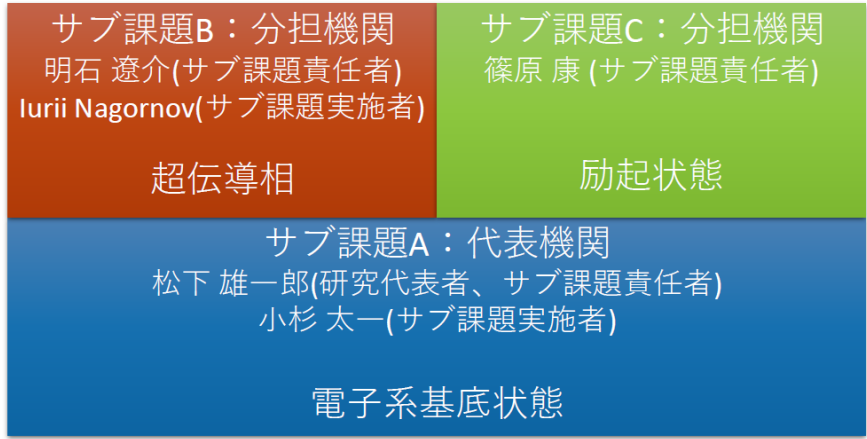 サブ課題B：分担機関
明石 遼介(サブ課題責任者)
Iurii Nagornov(サブ課題実施者)
超伝導相
サブ課題C：分担機関
篠原 康 (サブ課題責任者)
励起状態
サブ課題A：代表機関
松下 雄一郎(研究代表者、サブ課題責任者)
小杉 太一(サブ課題実施者)
電子系基底状態